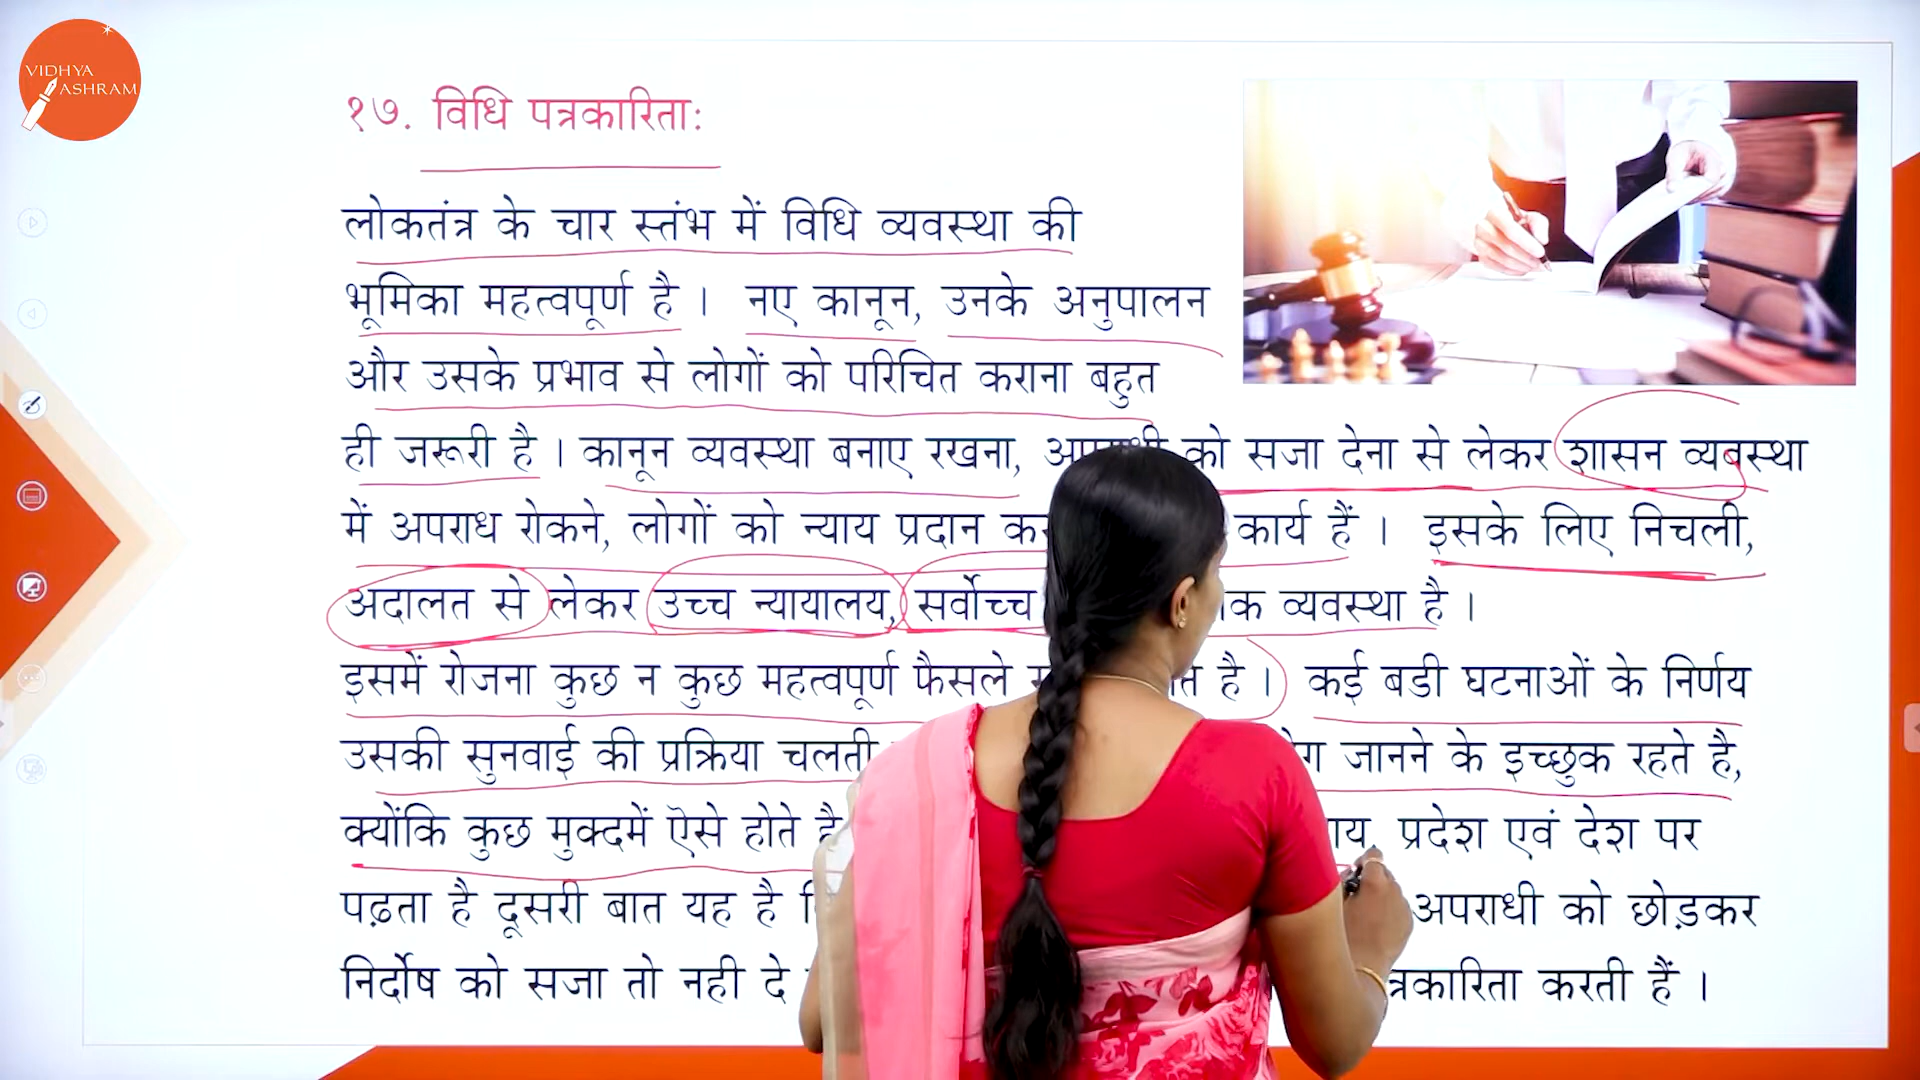 VIDHYA
ASHRAM
१७. विधि पत्रकारिताः
लोकतंत्र के चार स्तंभ में विधि व्यवस्था की
भूमिका महत्वपूर्ण है । नए कानून, उनके अनुपालन
और उसके प्रभाव से लोगों को परिचित कराना बहुत
ही जरूरी है । कानून व्यवस्था बनाए रखना, को सजा देना से लेकर शासन व्यबस्था
में अपराध रोकने, लोगों को न्याय प्रदान कार्य हैं । इसके लिए निचली,
अदालत से लेकर उच्च न्यायालय, सर्वोच्च व्यवस्था है ।
इसमें रोजना कुछ न कुछ महत्वपूर्ण फैसले है । कई बडी घटनाओं के निर्णय
उसकी सुनवाई की प्रक्रिया चलती जानने के इच्छुक रहते है,
क्योंकि कुछ मुक्दमें ऎसे होते प्रदेश एवं देश पर
पढ़ता है दूसरी बात यह है अपराधी को छोड़कर
निर्दोष को सजा तो नही दे करती हैं ।